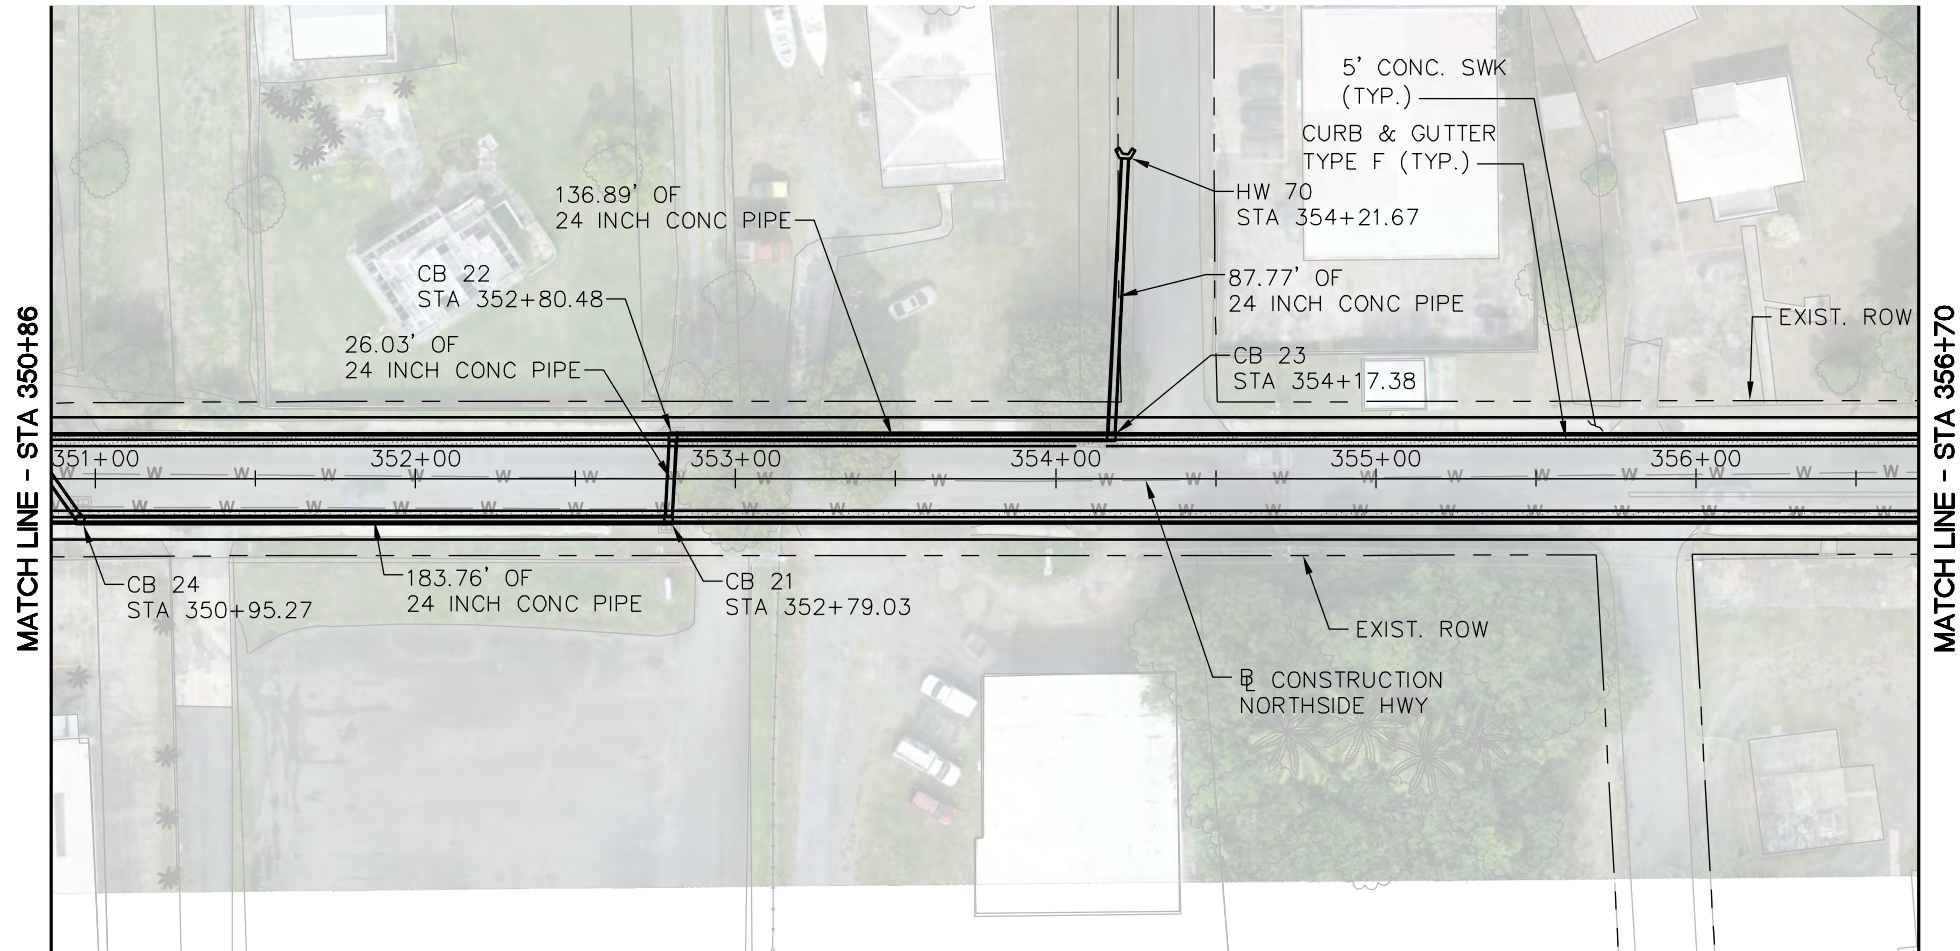 5' CONC. SWK
(TYP.)
CURB & GUTTER
TYPE F (TYP.)
136.89' OF
24 INCH CONC PIPE
HW 70
STA 354+21.67
CB 22
STA 352+80.48
87.77' OF
24 INCH CONC PIPE
EXIST. ROW
26.03' OF
24 INCH CONC PIPE
CB 23
STA 354+17.38
MATCH LINE - STA 350+86
MATCH LINE - STA 356+70
351+00 352+00 353+00 354+00 355+00 356+00
W W W W W W W W W W W W W W W W W W W W W W
W W W W W W W W W W W W W W W W W W W W W W
CB 24
STA 350+95.27
183.76' OF
24 INCH CONC PIPE
CB 21
STA 352+79.03
EXIST. ROW
BL CONSTRUCTION
NORTHSIDE HWY